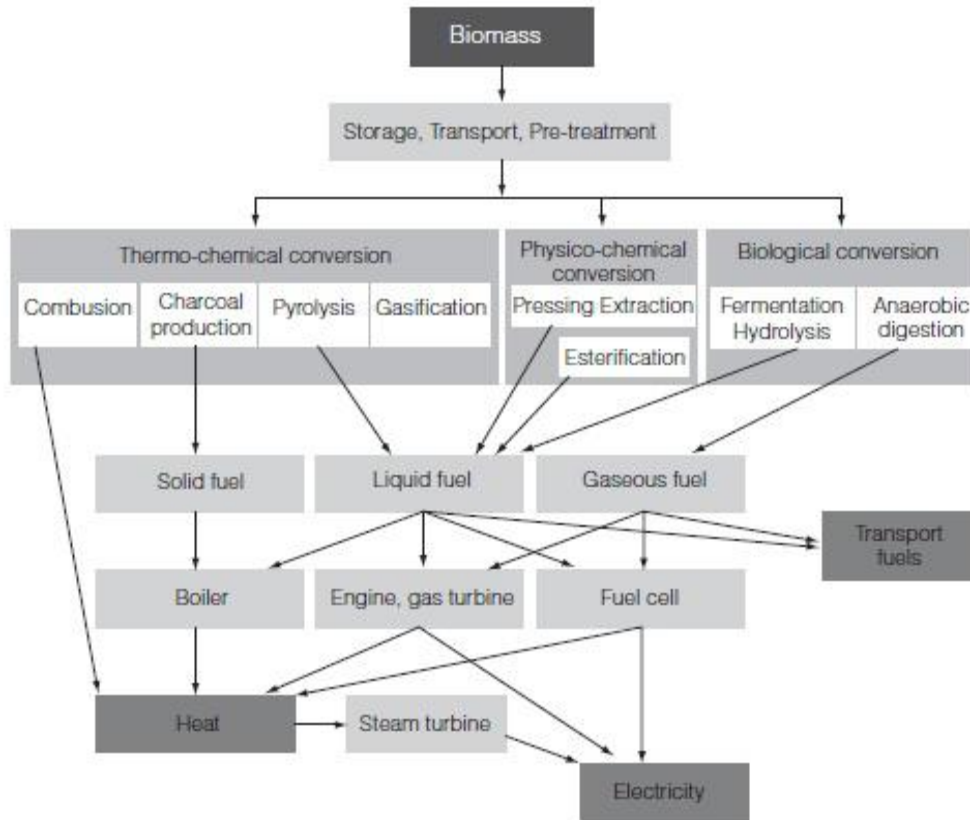 Biomass
Storage, Transport, Pre-treatment
Thermo-chemical conversion
Combusion
Charcoal
production
Pyrolysis
Gasification
Physico-chemical
conversion
Pressing Extraction
Esterification
Biological conversion
Fermentation
Hydrolysis
Anaerobic
digestion
Solid fuel
Liquid fuel
Gaseous fuel
Transport
fuels
Boiler
Engine, gas turbine
Fuel cell
Heat
Steam turbine
Electricity